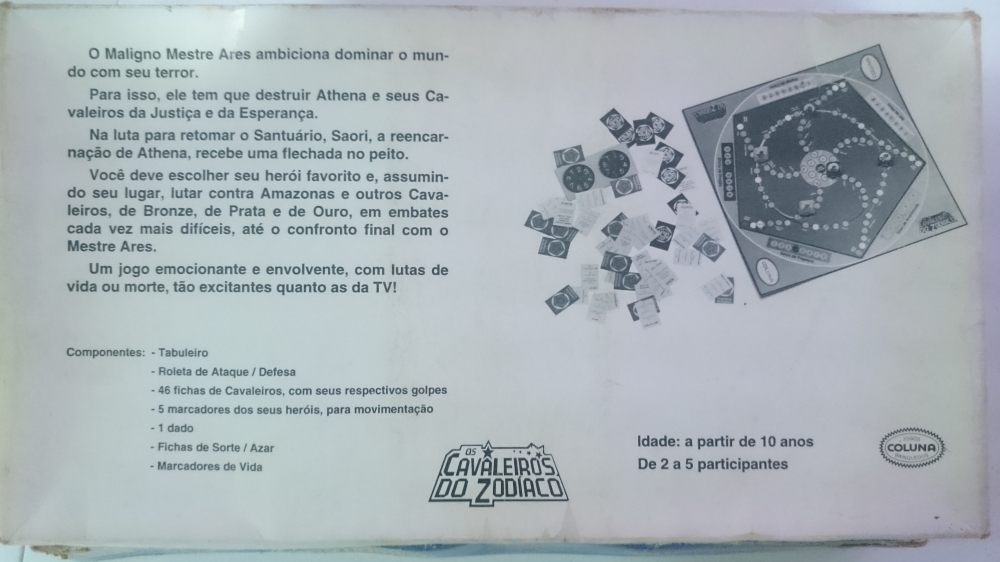 O Maligno Mestre Ares ambiciona dominar o mun-
do com seu terror.
Para isso, ele tem que destruir Athena e seus Ca-
valeiros da Justiça e da Esperança.
Na luta para retomar o Santuário, Saori, a reencar-
nação de Athena, recebe uma flechada no peito.
Você deve escolher seu herói favorito e, assumin-
do seu lugar, lutar contra Amazonas e outros Cava-
leiros, de Bronze, de Prata e de Ouro, em embates
cada vez mais difíceis, até o confronto final com o
Mestre Ares.
Um jogo emocionante e envolvente, com lutas de
vida ou morte, tão excitantes quanto as da TV!
Componentes: - Tabuleiro
- Roleta de Ataque / Defesa
- 46 fichas de Cavaleiros, com seus respectivos golpes
- 5 marcadores dos seus heróis, para movimentação
- 1 dado
- Fichas de Sorte / Azar
- Marcadores de Vida
OS
CAVALEIROS
DO ZODÍACO
Idade: a partir de 10 anos
De 2 a 5 participantes
COLUNA
COLUNA
COLUNA